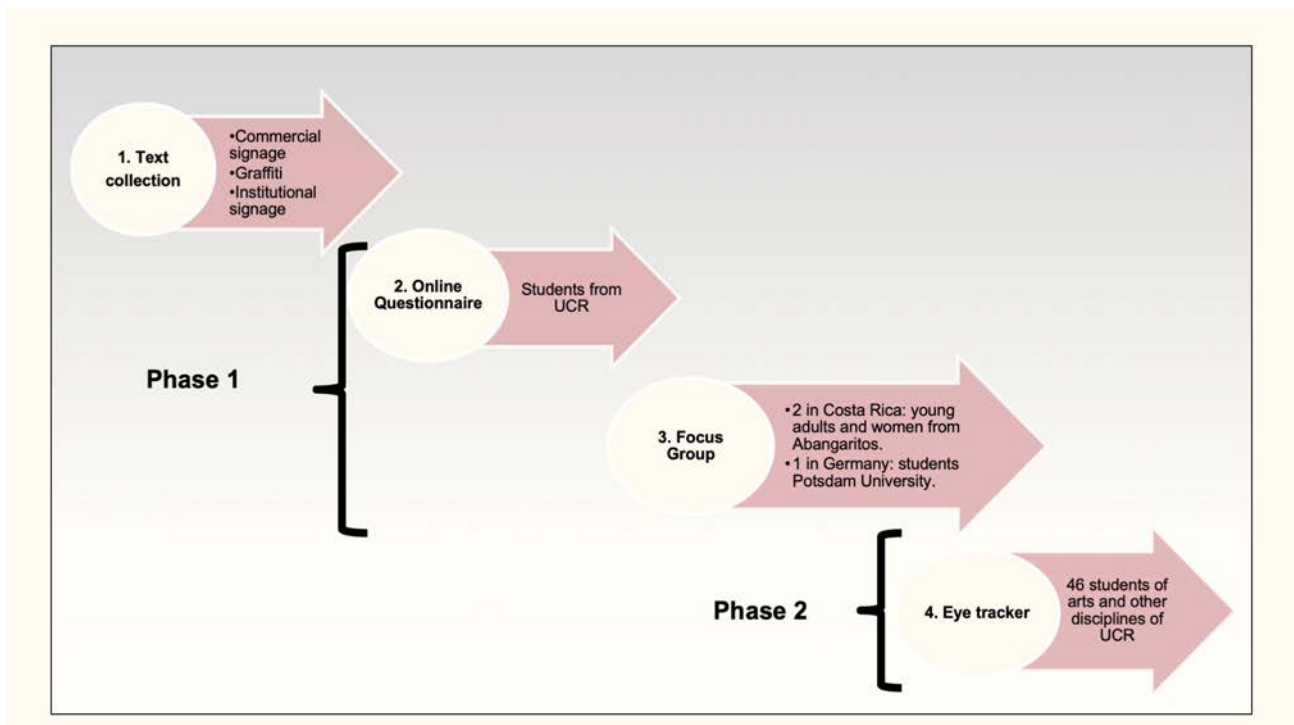 1. Text
collection
•Commercial
signage
•Graffiti
•Institutional
signage
2. Online
Questionnaire
Students from
UCR
Phase 1
3. Focus
Group
•2 in Costa Rica: young
adults and women from
Abangaritos.
•1 in Germany: students
Potsdam University.
Phase 2
4. Eye tracker
46 students of
arts and other
disciplines of
UCR